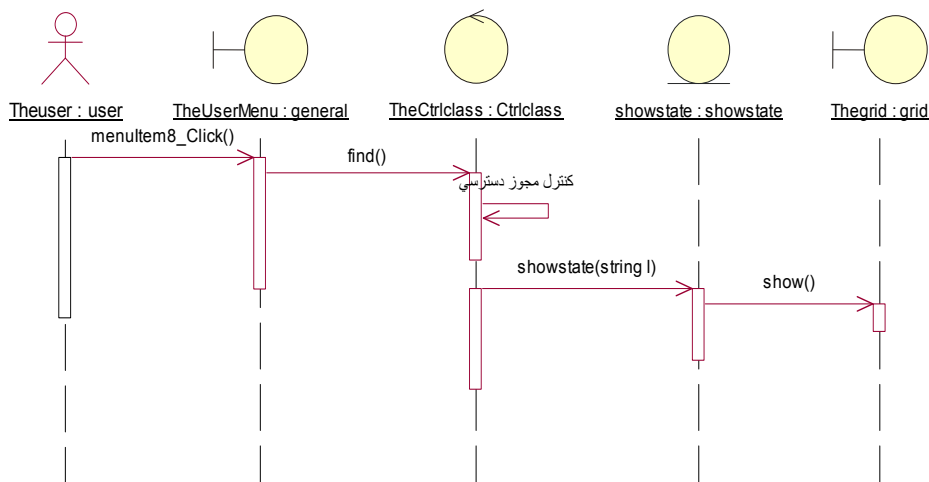 Theuser : user
TheUserMenu : general
TheCtrlclass : Ctrlclass
showstate : showstate
Thegrid : grid
menuItem8_Click()
find()
کنترل مجوز دسترسي
showstate(string l)
show()